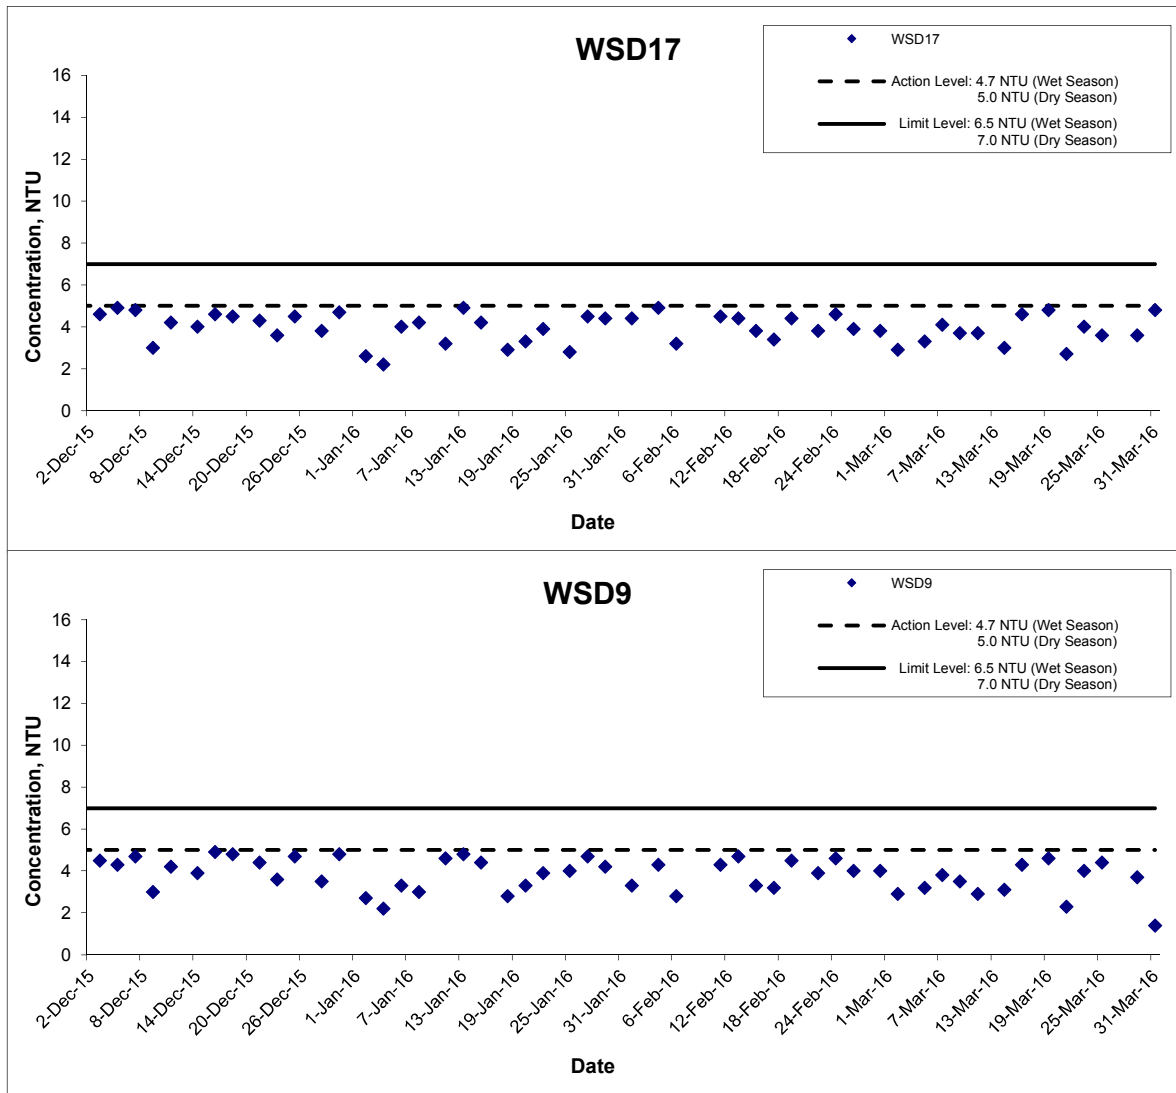 WSD17
WSD17
Action Level: 4.7 NTU (Wet Season)
5.0 NTU (Dry Season)
Limit Level: 6.5 NTU (Wet Season)
7.0 NTU (Dry Season)
Concentration, NTU
16
14
12
10
8
6
4
2
0
2-Dec-15
8-Dec-15
14-Dec-15
20-Dec-15
26-Dec-15
1-Jan-16
7-Jan-16
13-Jan-16
19-Jan-16
25-Jan-16
31-Jan-16
6-Feb-16
12-Feb-16
18-Feb-16
24-Feb-16
1-Mar-16
7-Mar-16
13-Mar-16
19-Mar-16
25-Mar-16
31-Mar-16
Date
WSD9
WSD9
Action Level: 4.7 NTU (Wet Season)
5.0 NTU (Dry Season)
Limit Level: 6.5 NTU (Wet Season)
7.0 NTU (Dry Season)
Concentration, NTU
16
14
12
10
8
6
4
2
0
2-Dec-15
8-Dec-15
14-Dec-15
20-Dec-15
26-Dec-15
1-Jan-16
7-Jan-16
13-Jan-16
19-Jan-16
25-Jan-16
31-Jan-16
6-Feb-16
12-Feb-16
18-Feb-16
24-Feb-16
1-Mar-16
7-Mar-16
13-Mar-16
19-Mar-16
25-Mar-16
31-Mar-16
Date